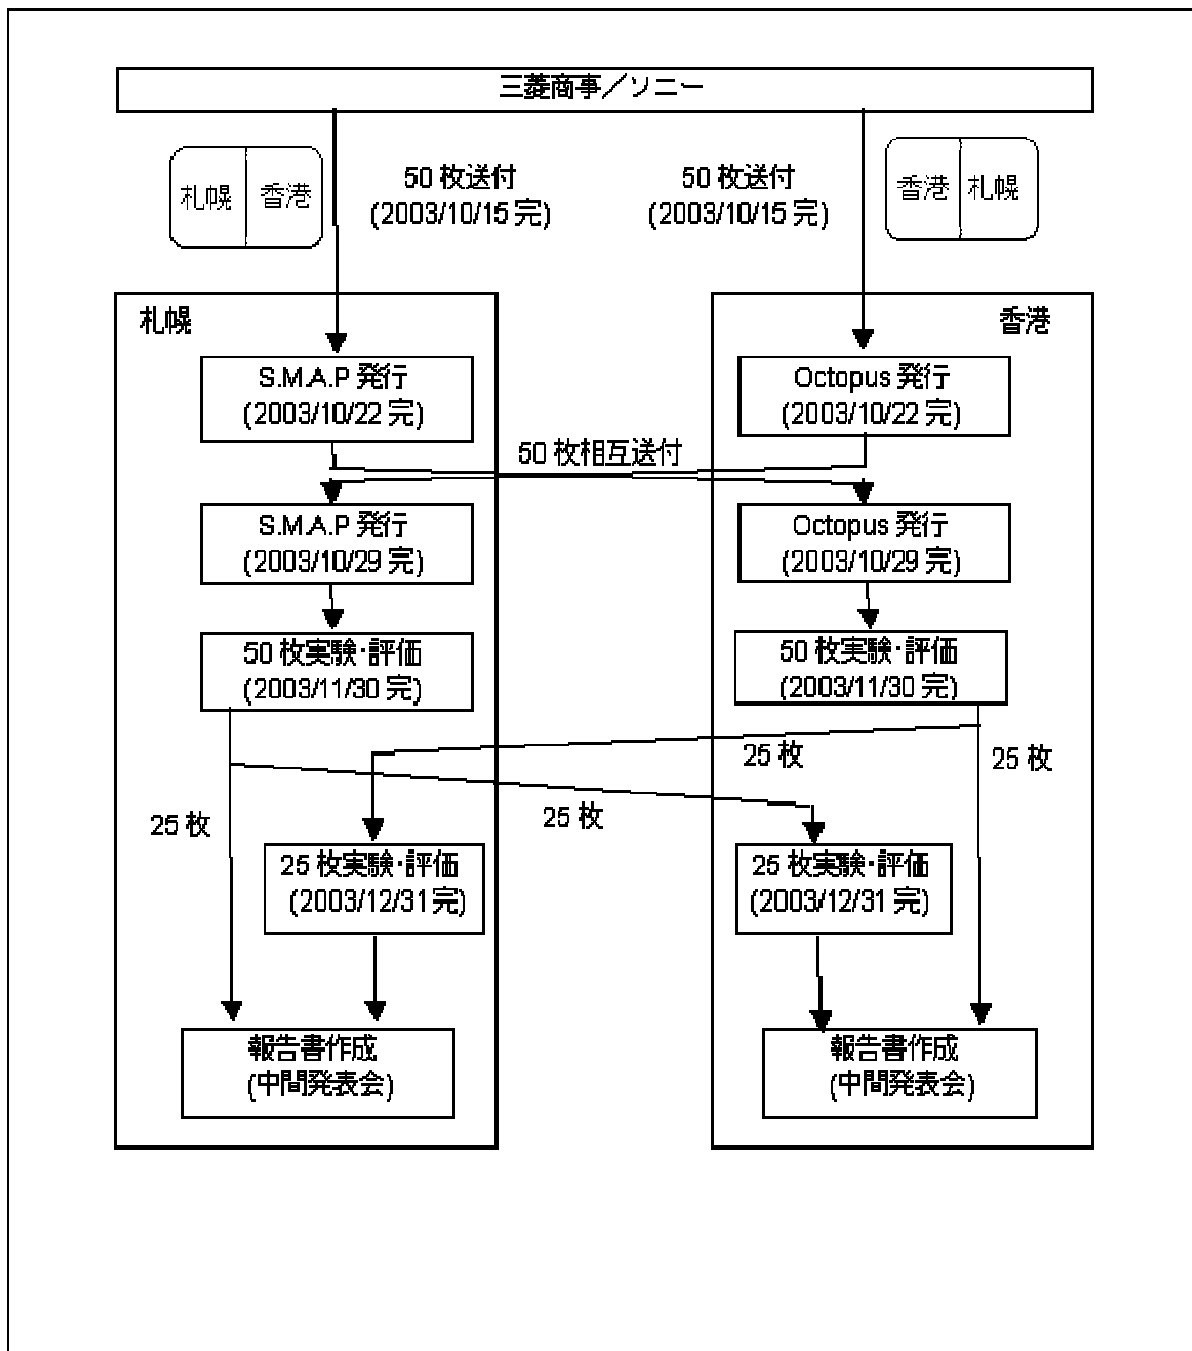 三菱商事／ソニー
札幌 香港
50 枚送付
(2003/10/15 完)
50 枚送付
(2003/10/15 完)
香港 札幌
札幌
香港
S.M.A.P 発行
(2003/10/22 完)
Octopus 発行
(2003/10/22 完)
50 枚相互送付
S.M.A.P 発行
(2003/10/29 完)
Octopus 発行
(2003/10/29 完)
50 枚実験・評価
(2003/11/30 完)
50 枚実験・評価
(2003/11/30 完)
25 枚
25 枚
25 枚
25 枚
25 枚実験・評価
(2003/12/31 完)
25 枚実験・評価
(2003/12/31 完)
報告書作成
(中間発表会)
報告書作成
(中間発表会)